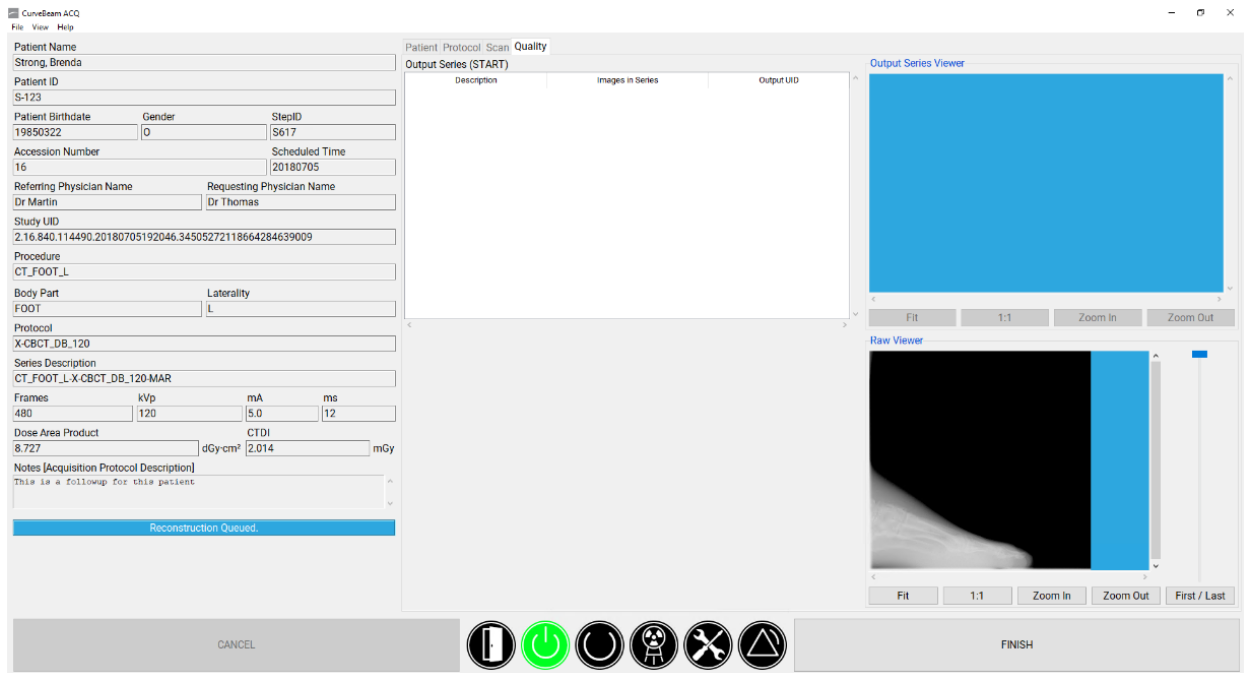 CurveBeam ACQ
File View Help
Patient Name
Strong, Brenda
Patient ID
S-123
Patient Birthdate Gender StepID
19850322 O S617
Accession Number Scheduled Time
16 20180705
Referring Physician Name Requesting Physician Name
Dr Martin Dr Thomas
Study UID
2.16.840.114490.20180705192046.34505272118664284639009
Procedure
CT_FOOT_L
Body Part Laterality
FOOT L
Protocol
X-CBCT_DB_120
Series Description
CT_FOOT_L-X-CBCT_DB_120-MAR
Frames kVp mA ms
480 120 5.0 12
Dose Area Product CTDI
8.727 dGy·cm² 2.014 mGy
Notes [Acquisition Protocol Description]
This is a followup for this patient
Reconstruction Queued.
Patient Protocol Scan Quality
Output Series (START)
Description Images in Series Output UID
Output Series Viewer
Fit 1:1 Zoom In Zoom Out
Raw Viewer
Fit 1:1 Zoom In Zoom Out First / Last
CANCEL FINISH